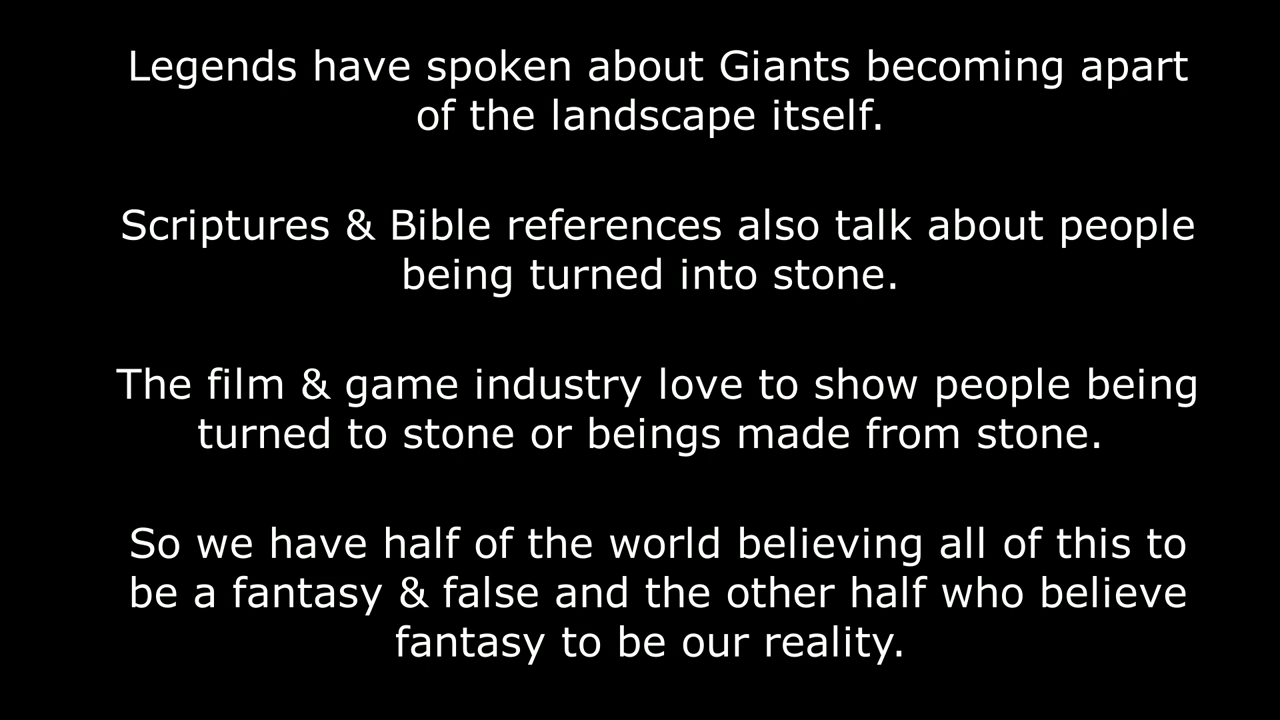 Legends have spoken about Giants becoming apart
of the landscape itself.
Scriptures & Bible references also talk about people
being turned into stone.
The film & game industry love to show people being
turned to stone or beings made from stone.
So we have half of the world believing all of this to
be a fantasy & false and the other half who believe
fantasy to be our reality.